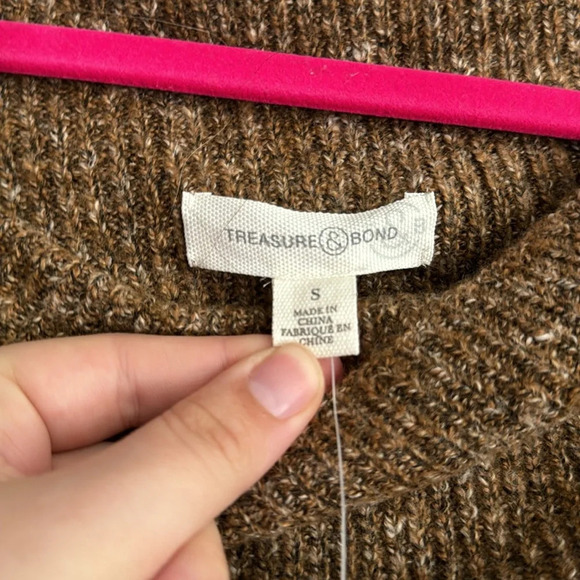 TREASURE & BOND
S
MADE IN
CHINA
FABRIQUÉ EN
CHINE